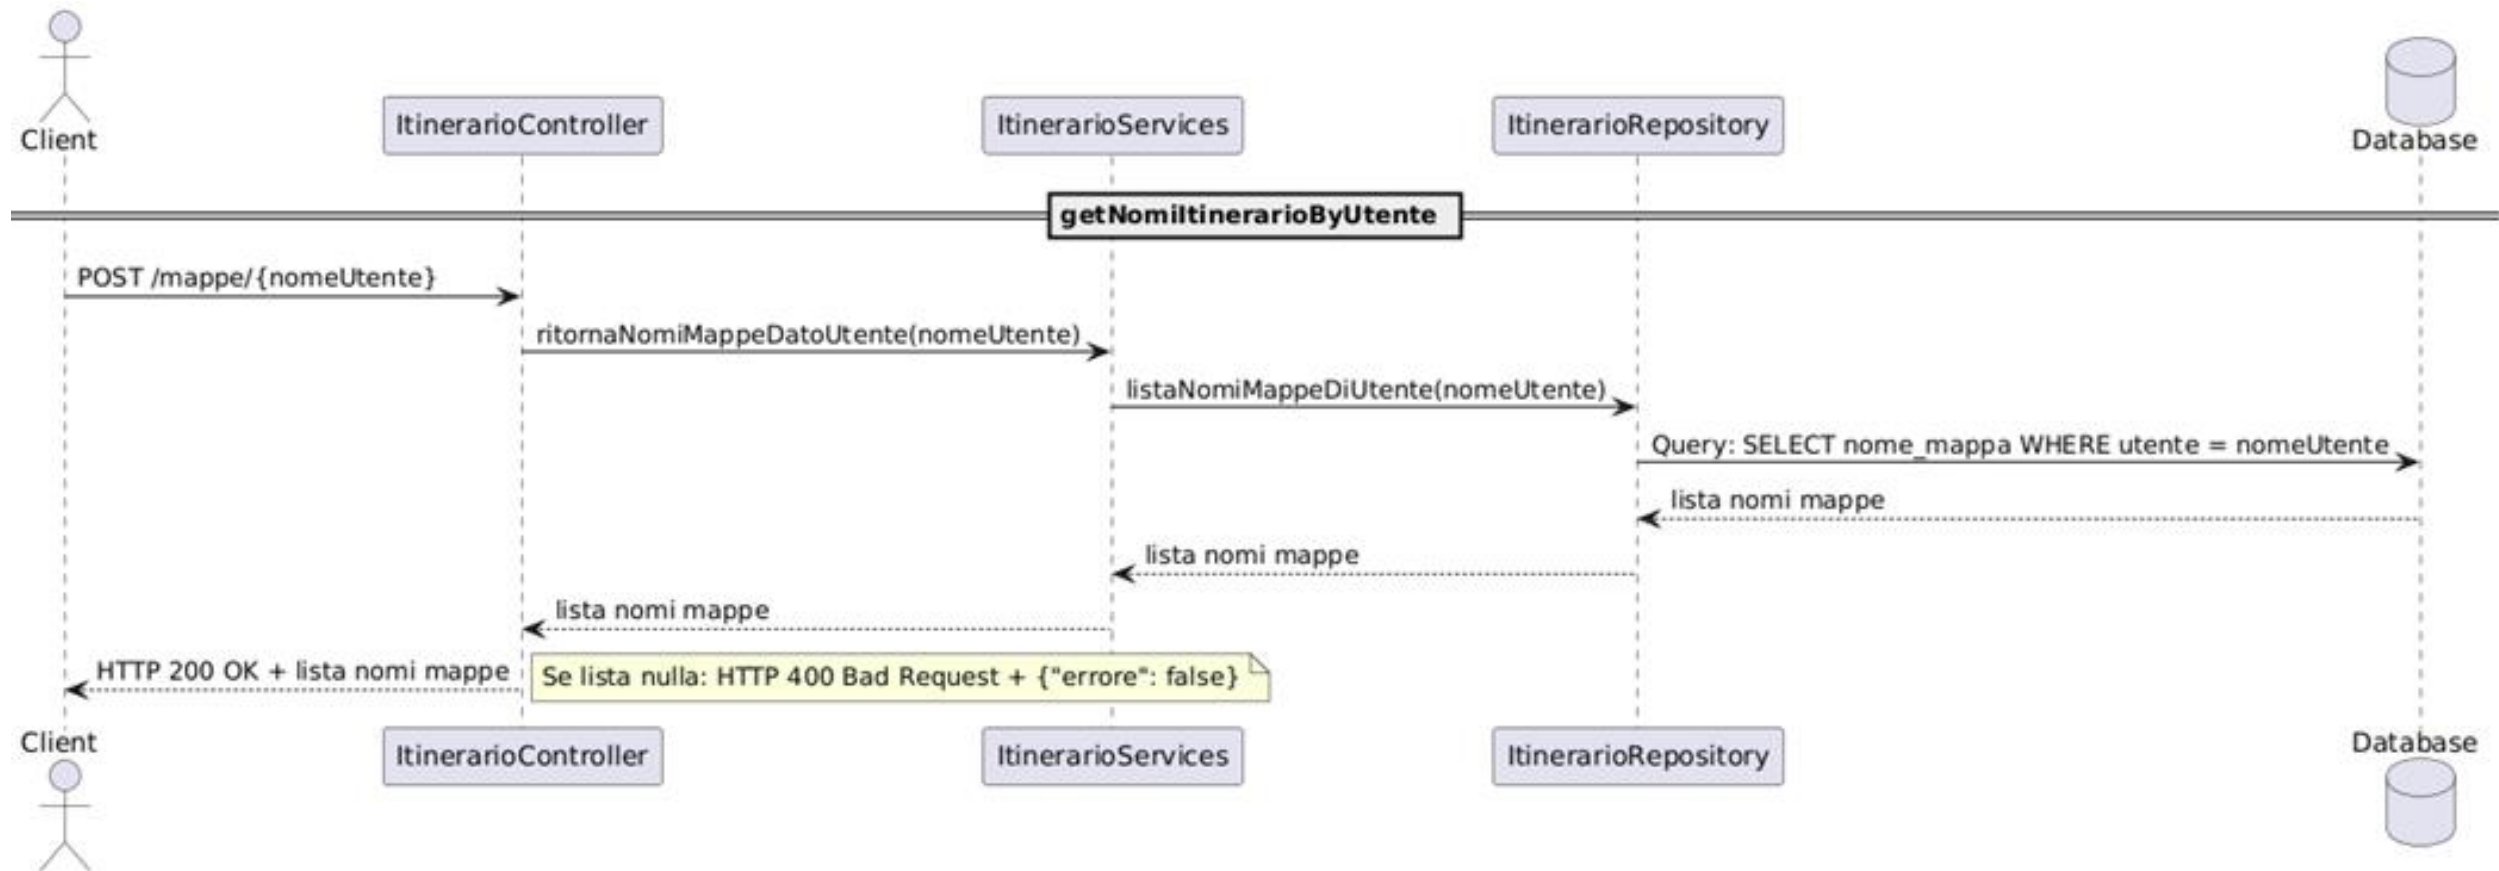 Client
ItinerarioController
ItinerarioServices
ItinerarioRepository
Database
getNomiItinerarioByUtente
POST /mappe/{nomeUtente}
ritornaNomiMappeDatoUtente(nomeUtente)
listaNomiMappeDiUtente(nomeUtente)
Query: SELECT nome_mappa WHERE utente = nomeUtente
lista nomi mappe
lista nomi mappe
lista nomi mappe
HTTP 200 OK + lista nomi mappe
Se lista nulla: HTTP 400 Bad Request + {"errore": false}
Client
ItinerarioController
ItinerarioServices
ItinerarioRepository
Database